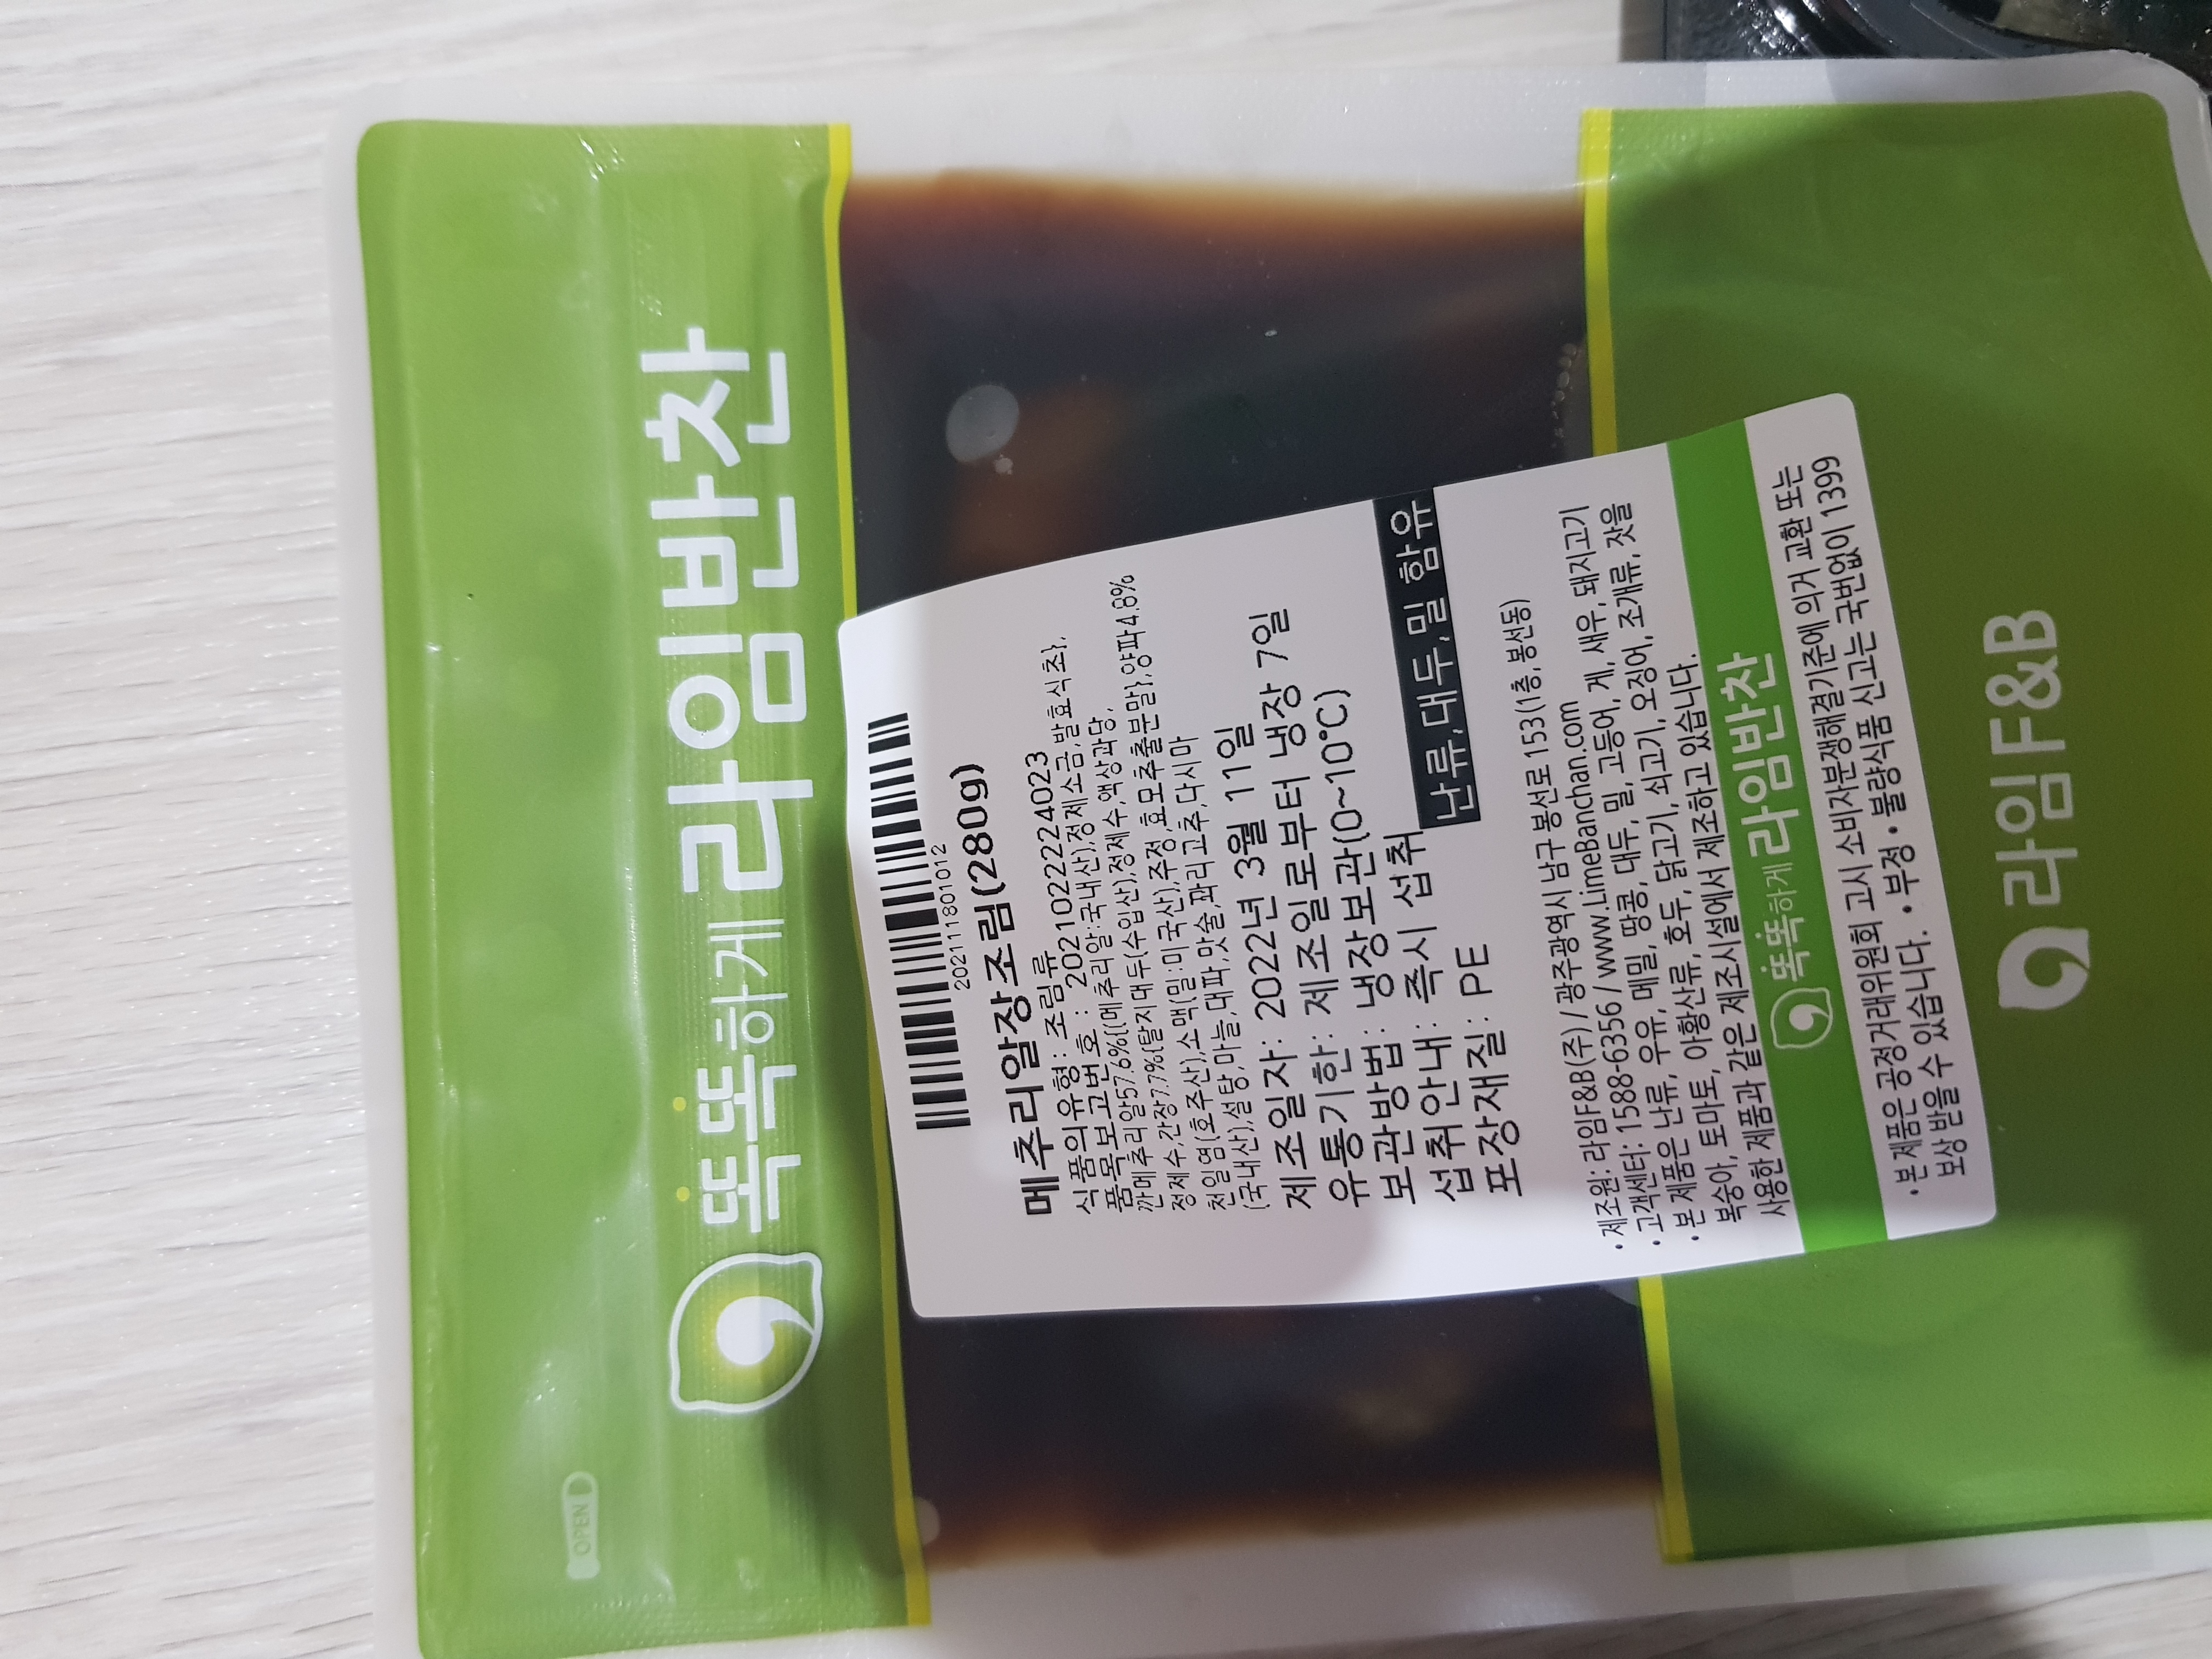 OPEN
똑똑하게 라임반찬
202111801012
메추리알장조림(280g)
식품의유형: 조림류
품목보고번호 : 20210222224023
깐메추리알57.6%{(메추리알:국내산),정제소금,발효식초},
정제수,간장7.7%{탈지대두(수입산),정제수,액상과당,
천일염(호주산),소맥(밀:미국산),주정,효모추출분말},양파4.8%
(국내산),설탕,마늘,대파,맛술,꽈리고추,다시마
제조일자: 2022년 3월 11일
유통기한: 제조일로부터 냉장 7일
보관방법: 냉장보관(0~10℃)
섭취안내: 즉시 섭취
포장재질: PE
난류,대두,밀 함유
• 제조원: 라임F&B(주) / 광주광역시 남구 봉선로 153(1층, 봉선동)
• 고객센터: 1588-6356 / www.LimeBanchan.com
• 본 제품은 난류, 우유, 메밀, 땅콩, 대두, 밀, 고등어, 게, 새우, 돼지고기
복숭아, 토마토, 아황산류, 호두, 닭고기, 쇠고기, 오징어, 조개류, 잣을
사용한 제품과 같은 제조시설에서 제조하고 있습니다.
똑똑하게 라임반찬
• 본 제품은 공정거래위원회 고시 소비자분쟁해결기준에 의거 교환 또는
보상 받을 수 있습니다. • 부정 • 불량식품 신고는 국번없이 1399
라임F&B